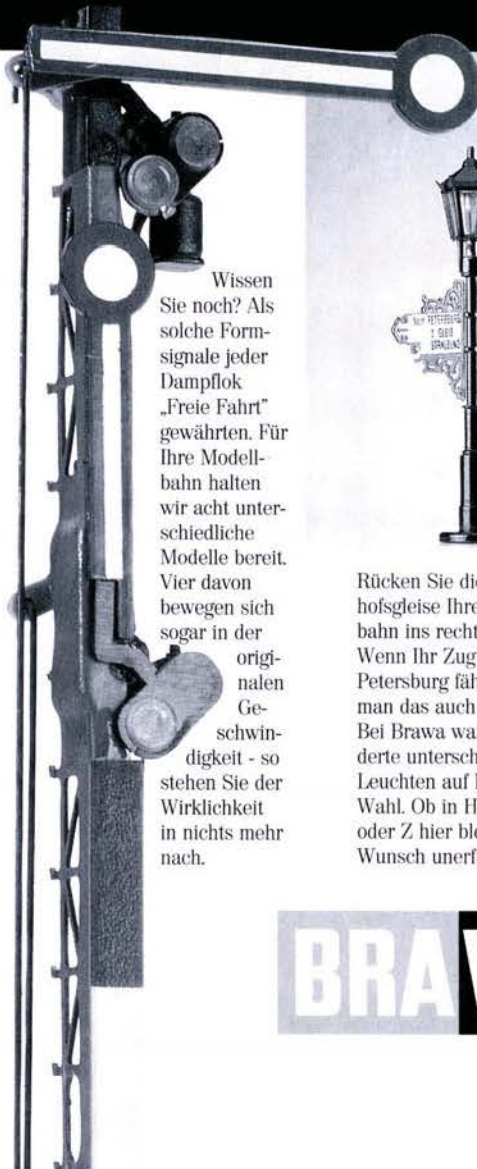 Wissen
Sie noch? Als
solche Form-
signale jeder
Dampflok
„Freie Fahrt"
gewährten. Für
Ihre Modell-
bahn halten
wir acht unter-
schiedliche
Modelle bereit.
Vier davon
bewegen sich
sogar in der
origi-
nalen
Ge-
schwin-
digkeit - so
stehen Sie der
Wirklichkeit
in nichts mehr
nach.
PETERSBURG
GLEIS
Rücken Sie die
hofsgleise Ihre
bahn ins recht
Wenn Ihr Zug
Petersburg fäh
man das auch
Bei Brawa wa
derte untersch
Leuchten auf
Wahl. Ob in H
oder Z hier ble
Wunsch unerf
BRA